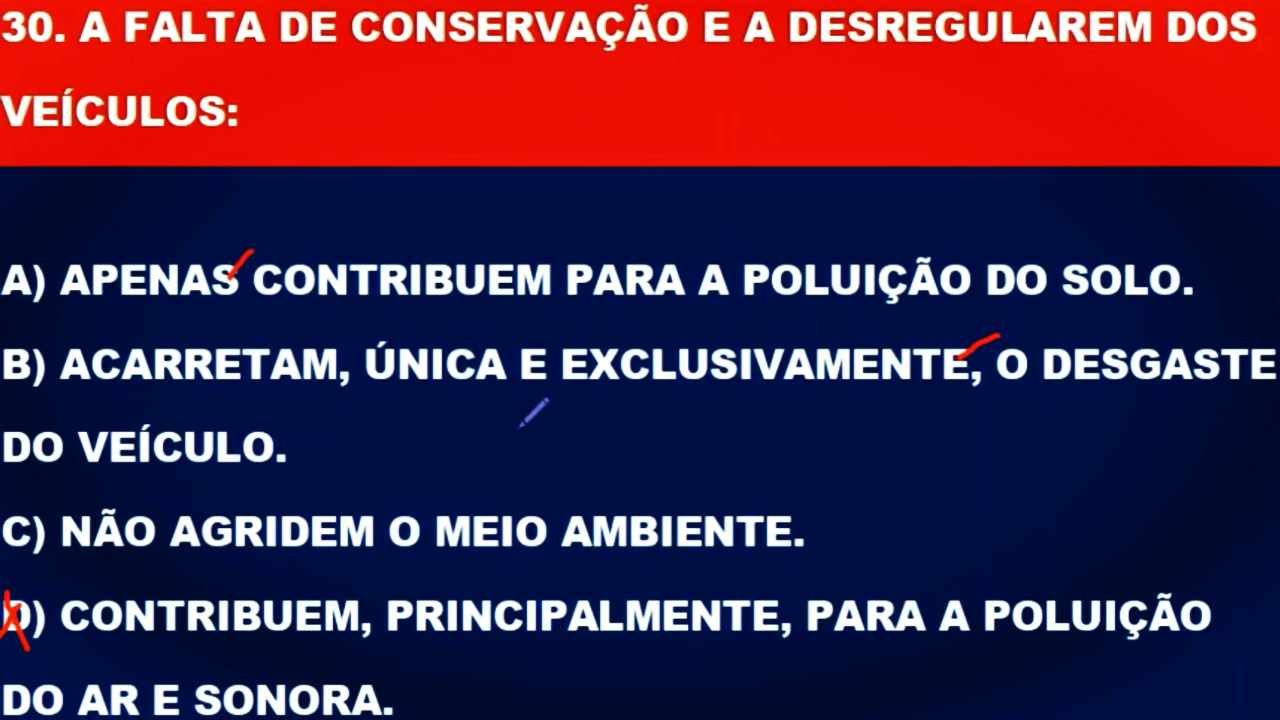 30. A FALTA DE CONSERVAÇÃO E A DESREGULAREM DOS
VEÍCULOS:
A) APENAS CONTRIBUEM PARA A POLUIÇÃO DO SOLO.
B) ACARRETAM, ÚNICA E EXCLUSIVAMENTE, O DESGASTE
DO VEÍCULO.
C) NÃO AGRIDEM O MEIO AMBIENTE.
D) CONTRIBUEM, PRINCIPALMENTE, PARA A POLUIÇÃO
DO AR E SONORA.